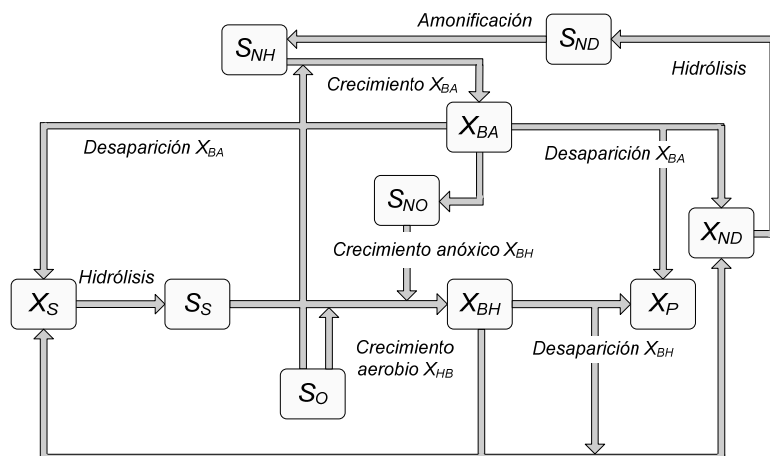 Amonificación
S_NH
S_ND
Crecimiento X_BA
Hidrólisis
X_BA
Desaparición X_BA
Desaparición X_BA
S_NO
X_ND
Crecimiento anóxico X_BH
Hidrólisis
X_S
S_S
X_BH
X_P
Crecimiento
aerobio X_HB
Desaparición X_BH
S_O